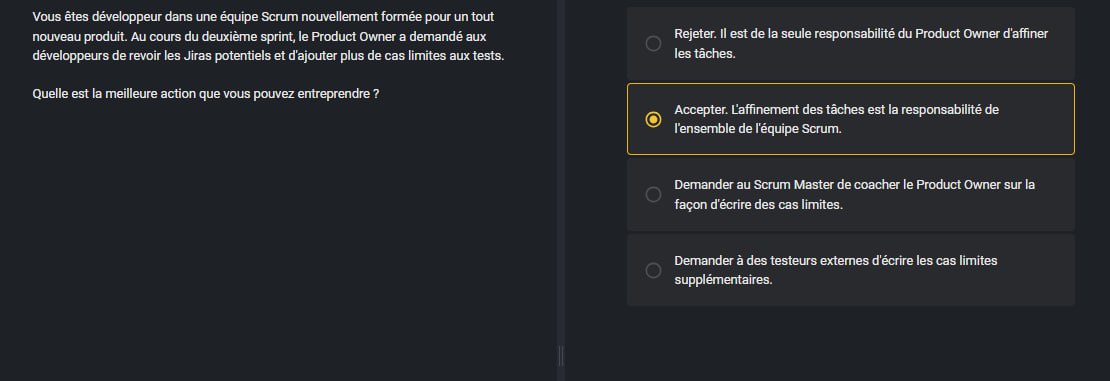 Vous êtes développeur dans une équipe Scrum nouvellement formée pour un tout
nouveau produit. Au cours du deuxième sprint, le Product Owner a demandé aux
développeurs de revoir les Jiras potentiels et d'ajouter plus de cas limites aux tests.
Quelle est la meilleure action que vous pouvez entreprendre ?
Rejeter. Il est de la seule responsabilité du Product Owner d'affiner
les tâches.
Accepter. L'affinement des tâches est la responsabilité de
l'ensemble de l'équipe Scrum.
Demander au Scrum Master de coacher le Product Owner sur la
façon d'écrire des cas limites.
Demander à des testeurs externes d'écrire les cas limites
supplémentaires.